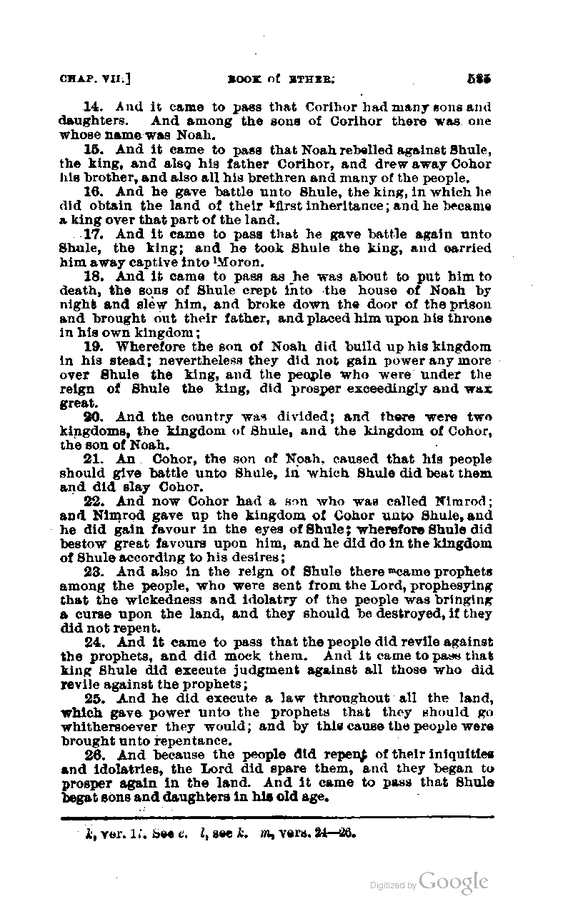 CHAP. VII.] BOOK of ETHER. 585
14. And it came to pass that Corihor had many sons and
daughters. And among the sons of Corihor there was one
whose name was Noah.
15. And it came to pass that Noah rebelled against Shule,
the king, and also his father Corihor, and drew away Cohor
his brother, and also all his brethren and many of the people.
16. And he gave battle unto Shule, the king, in which he
did obtain the land of their kfirst inheritance; and he became
a king over that part of the land.
17. And it came to pass that he gave battle again unto
Shule, the king; and he took Shule the king, and carried
him away captive into lMoron.
18. And it came to pass as he was about to put him to
death, the sons of Shule crept into the house of Noah by
night and slew him, and broke down the door of the prison
and brought out their father, and placed him upon his throne
in his own kingdom;
19. Wherefore the son of Noah did build up his kingdom
in his stead; nevertheless they did not gain power any more
over Shule the king, and the people who were under the
reign of Shule the king, did prosper exceedingly and wax
great.
20. And the country was divided; and there were two
kingdoms, the kingdom of Shule, and the kingdom of Cohor,
the son of Noah.
21. An Cohor, the son of Noah, caused that his people
should give battle unto Shule, in which Shule did beat them
and did slay Cohor.
22. And now Cohor had a son who was called Nimrod;
and Nimrod gave up the kingdom of Cohor unto Shule, and
he did gain favour in the eyes of Shule; wherefore Shule did
bestow great favours upon him, and he did do in the kingdom
of Shule according to his desires;
23. And also in the reign of Shule there mcame prophets
among the people, who were sent from the Lord, prophesying
that the wickedness and idolatry of the people was bringing
a curse upon the land, and they should be destroyed, if they
did not repent.
24. And it came to pass that the people did revile against
the prophets, and did mock them. And it came to pass that
king Shule did execute judgment against all those who did
revile against the prophets;
25. And he did execute a law throughout all the land,
which gave power unto the prophets that they should go
whithersoever they would; and by this cause the people were
brought unto repentance.
26. And because the people did repent of their iniquities
and idolatries, the Lord did spare them, and they began to
prosper again in the land. And it came to pass that Shule
begat sons and daughters in his old age.
k, ver. 17. See c. l, see k. m, vers. 24—26.
Digitized by Google